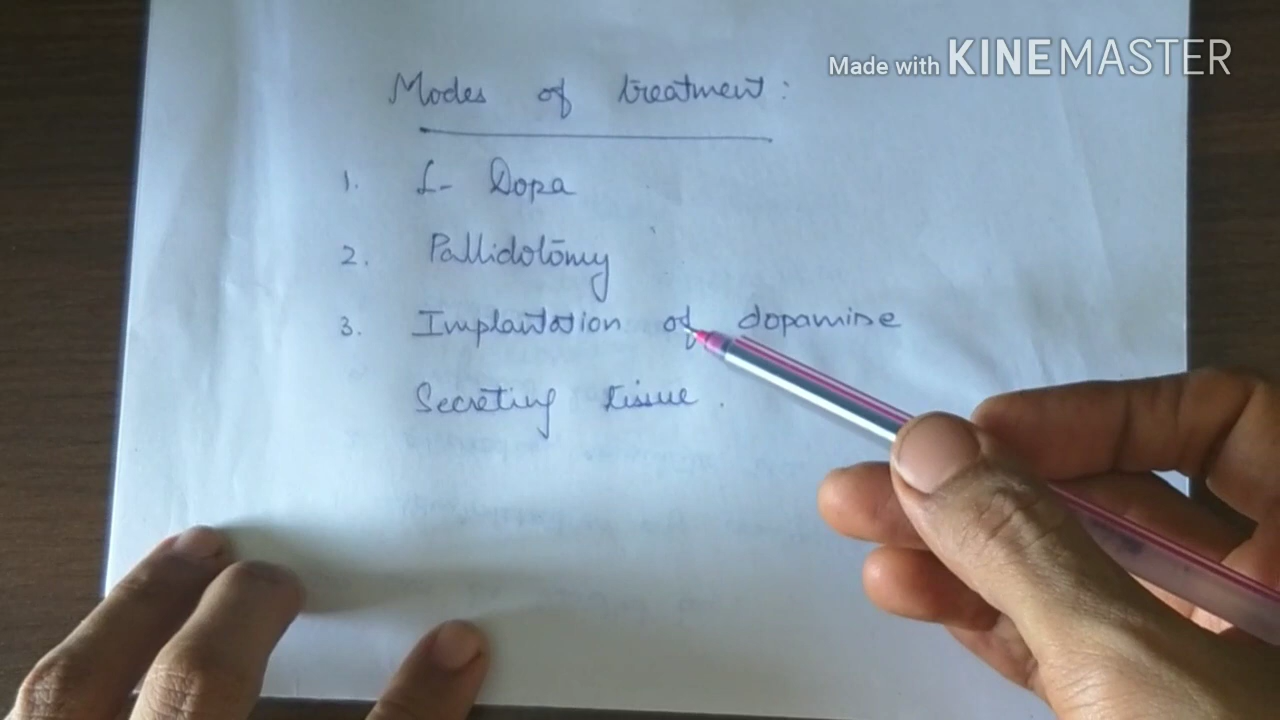 Made with KINEMASTER
Modes of treatment:
1. L- Dopa
2. Pallidotomy
3. Implantation of dopamine
Secreting tissue.